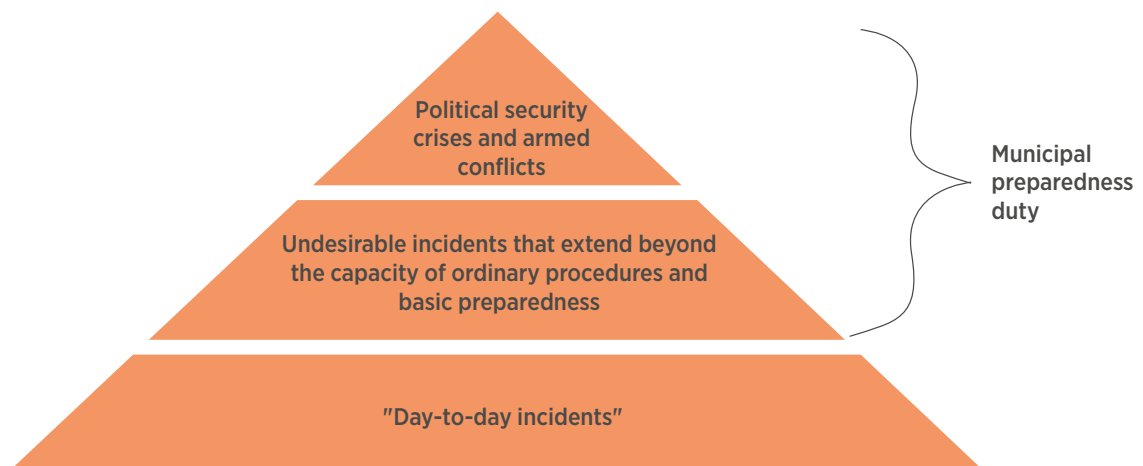 Political security
crises and armed
conflicts
Municipal
preparedness
duty
Undesirable incidents that extend beyond
the capacity of ordinary procedures and
basic preparedness
"Day-to-day incidents"